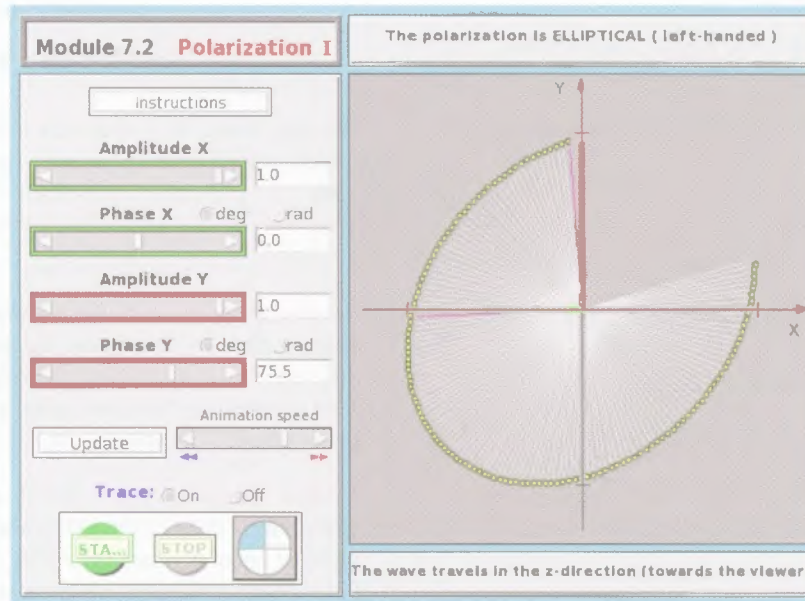 Module 7.2 Polarization I
The polarization is ELLIPTICAL ( left-handed )
instructions
Amplitude X
1.0
Phase X deg rad
0.0
Amplitude Y
1.0
Phase Y deg rad
75.5
Animation speed
Update
Trace: On Off
STA... STOP
Y
X
The wave travels in the z-direction (towards the viewer